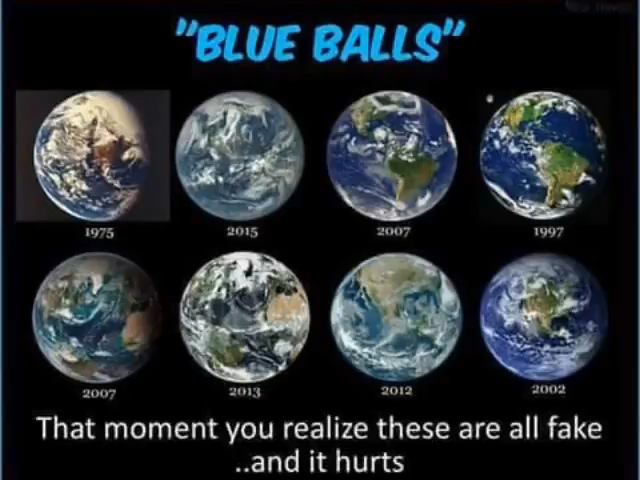 "BLUE BALLS"
1975
2015
2007
1997
2007
2013
2012
2002
That moment you realize these are all fake
..and it hurts